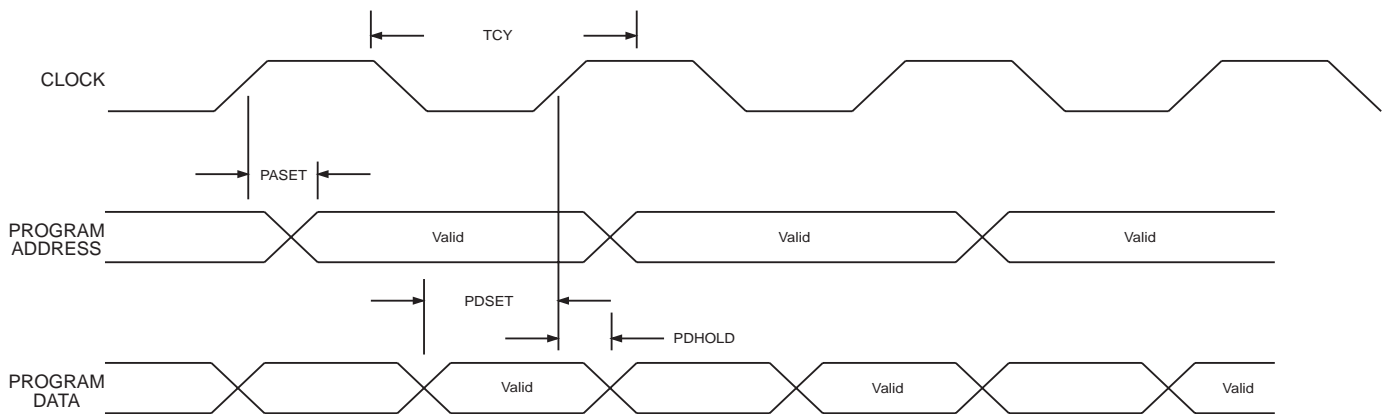 TCY
CLOCK
PASET
PROGRAM
ADDRESS
Valid
Valid
Valid
PDSET
PDHOLD
PROGRAM
DATA
Valid
Valid
Valid